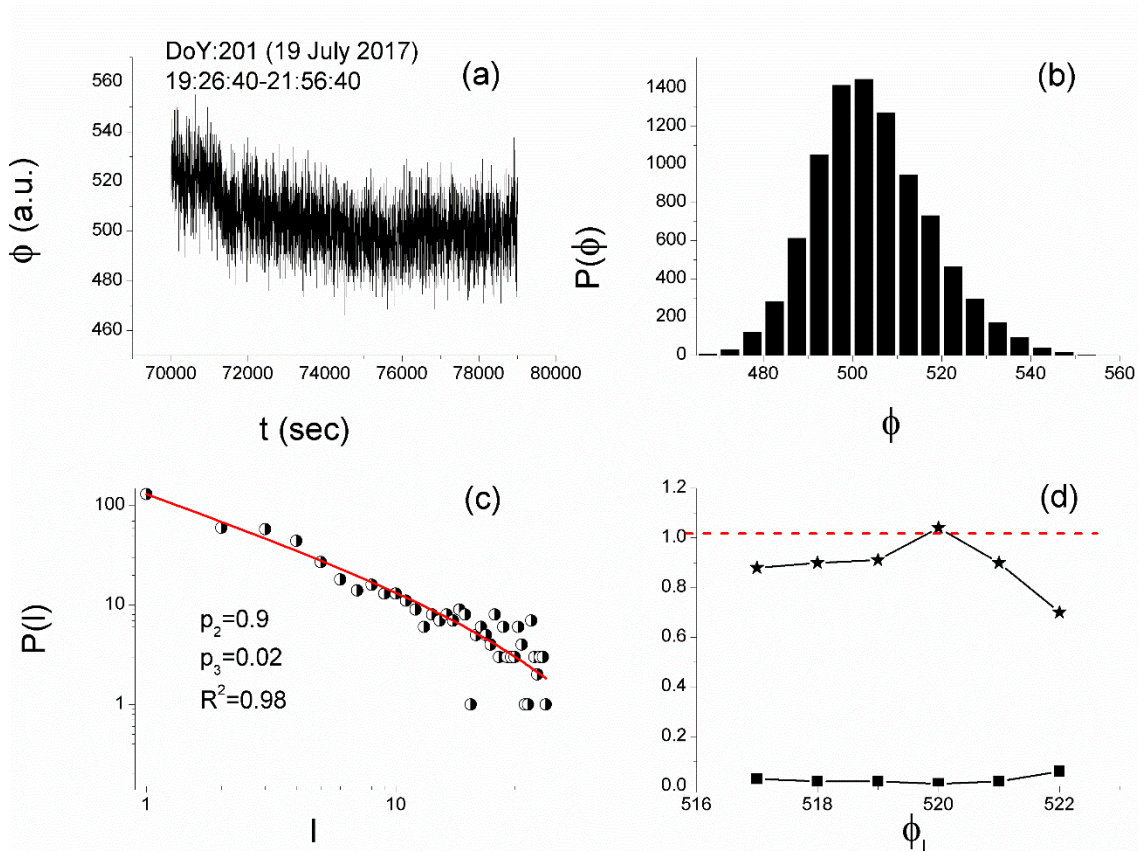 DoY:201 (19 July 2017)
19:26:40-21:56:40
(a)
560
540
520
500
480
460
ϕ (a.u.)
70000 72000 74000 76000 78000 80000
t (sec)
(b)
1400
1200
1000
800
600
400
200
0
P(ϕ)
480 500 520 540 560
ϕ
(c)
100
10
1
P(l)
p₂=0.9
p₃=0.02
R²=0.98
1 10
l
(d)
1.2
1.0
0.8
0.6
0.4
0.2
0.0
516 518 520 522
ϕL